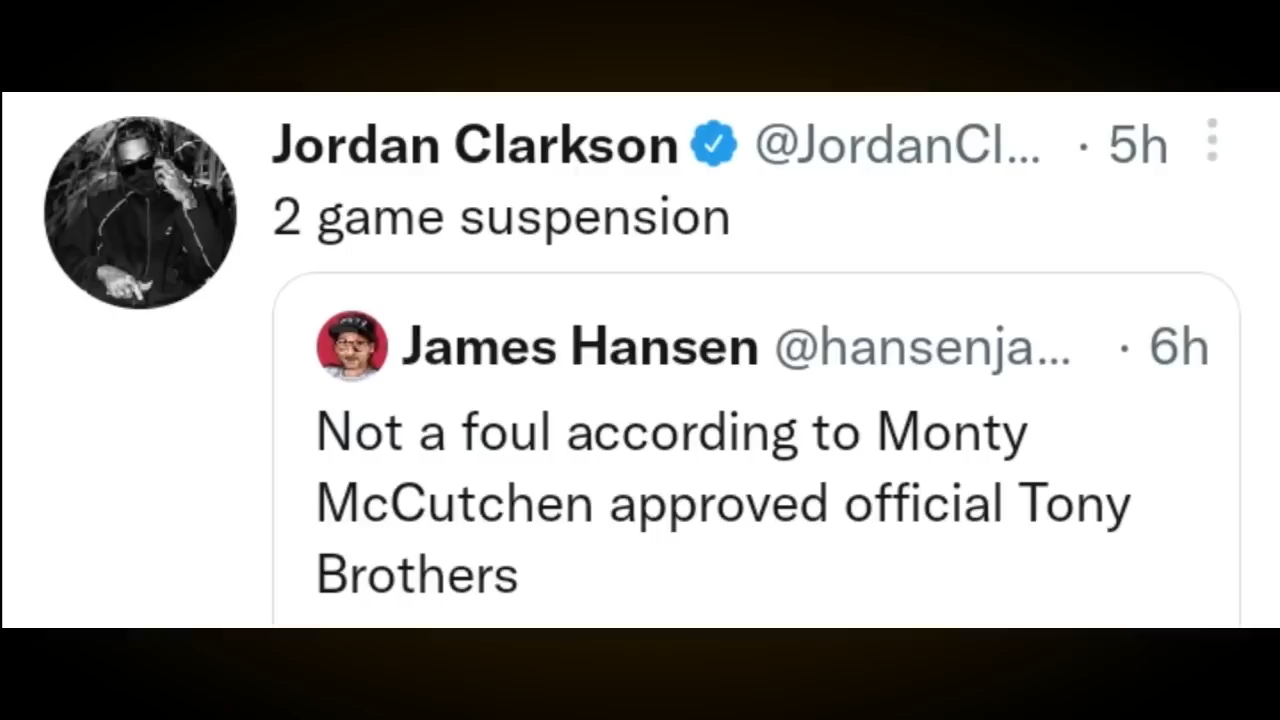 Jordan Clarkson @JordanCl... · 5h
2 game suspension
James Hansen @hansenja... · 6h
Not a foul according to Monty
McCutchen approved official Tony
Brothers